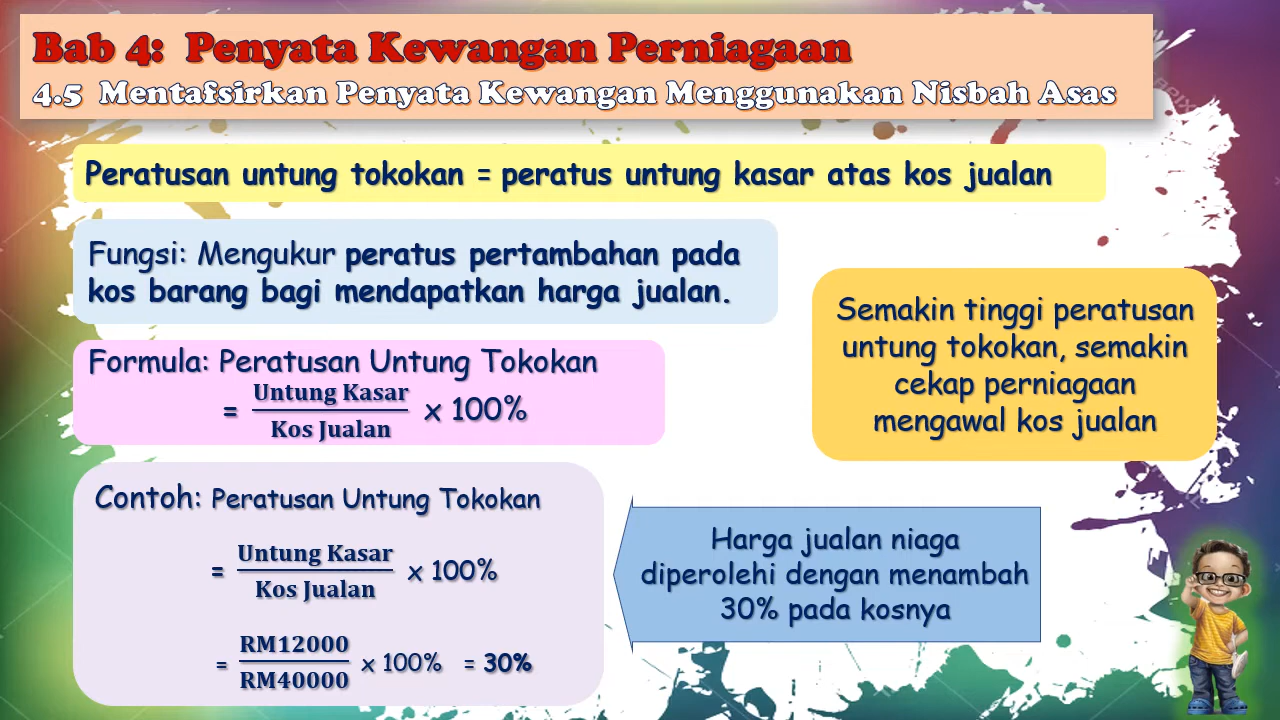 Bab 4: Penyata Kewangan Perniagaan
4.5 Mentafsirkan Penyata Kewangan Menggunakan Nisbah Asas
Peratusan untung tokokan = peratus untung kasar atas kos jualan
Fungsi: Mengukur peratus pertambahan pada
kos barang bagi mendapatkan harga jualan.
Formula: Peratusan Untung Tokokan
= Untung Kasar / Kos Jualan x 100%
Semakin tinggi peratusan
untung tokokan, semakin
cekap perniagaan
mengawal kos jualan
Contoh: Peratusan Untung Tokokan
= Untung Kasar / Kos Jualan x 100%
= RM12000 / RM40000 x 100% = 30%
Harga jualan niaga
diperolehi dengan menambah
30% pada kosnya